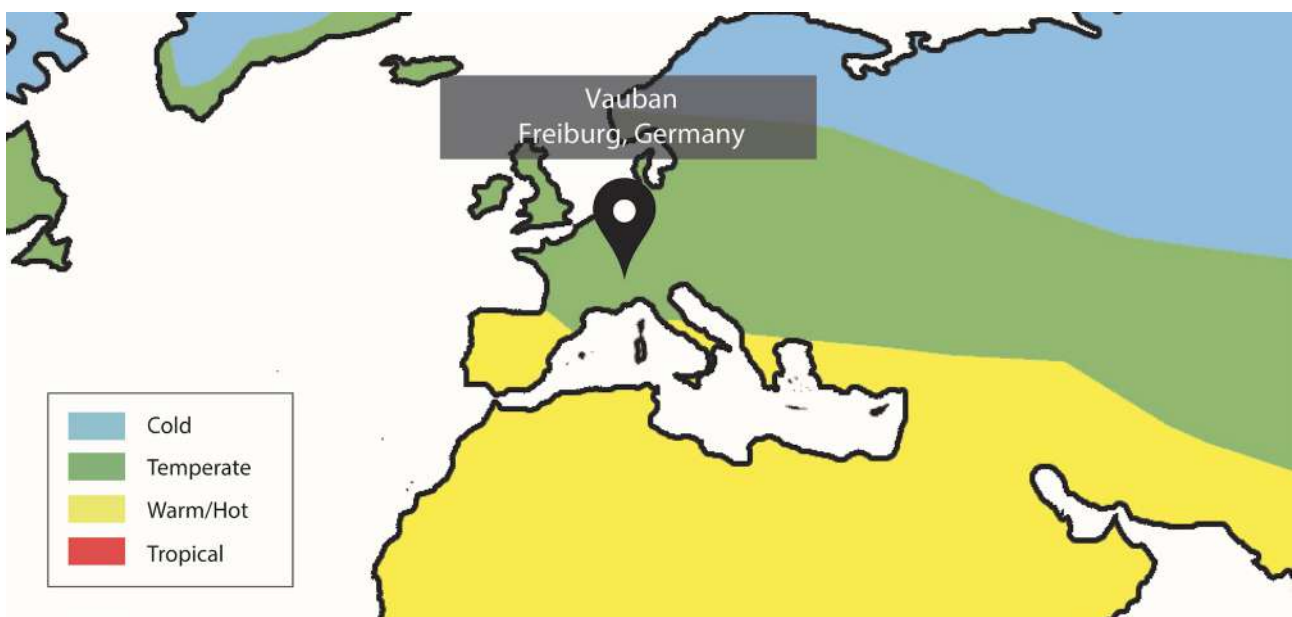 Vauban
Freiburg, Germany
Cold
Temperate
Warm/Hot
Tropical